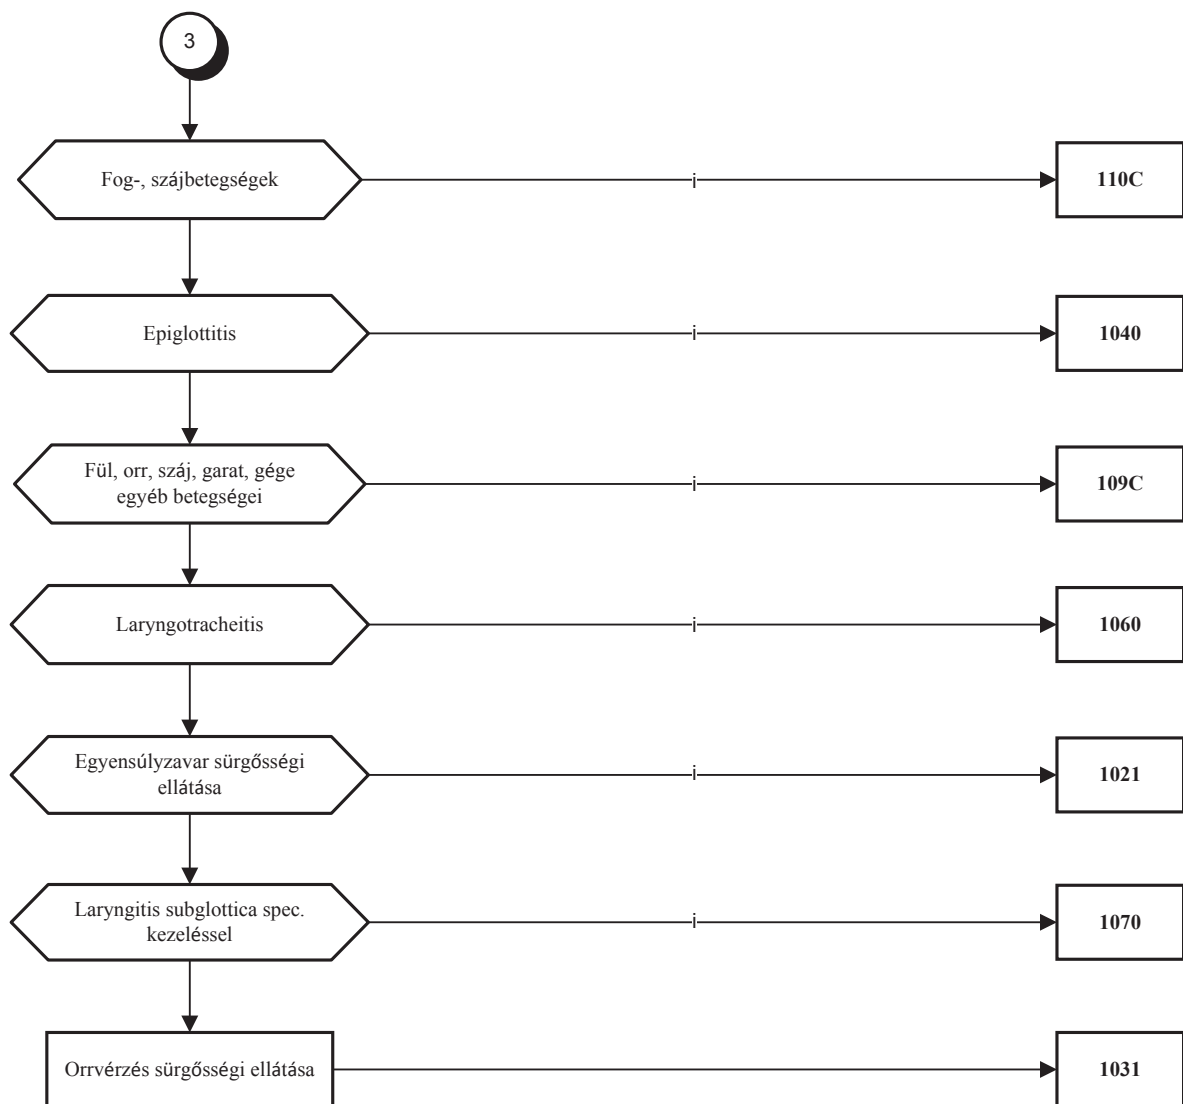 3
Fog-, szájbetegségek
i
110C
Epiglottitis
i
1040
Fül, orr, száj, garat, gége
egyéb betegségei
i
109C
Laryngotracheitis
i
1060
Egyensúlyzavar sürgősségi
ellátása
i
1021
Laryngitis subglottica spec.
kezeléssel
i
1070
Orrvérzés sürgősségi ellátása
1031